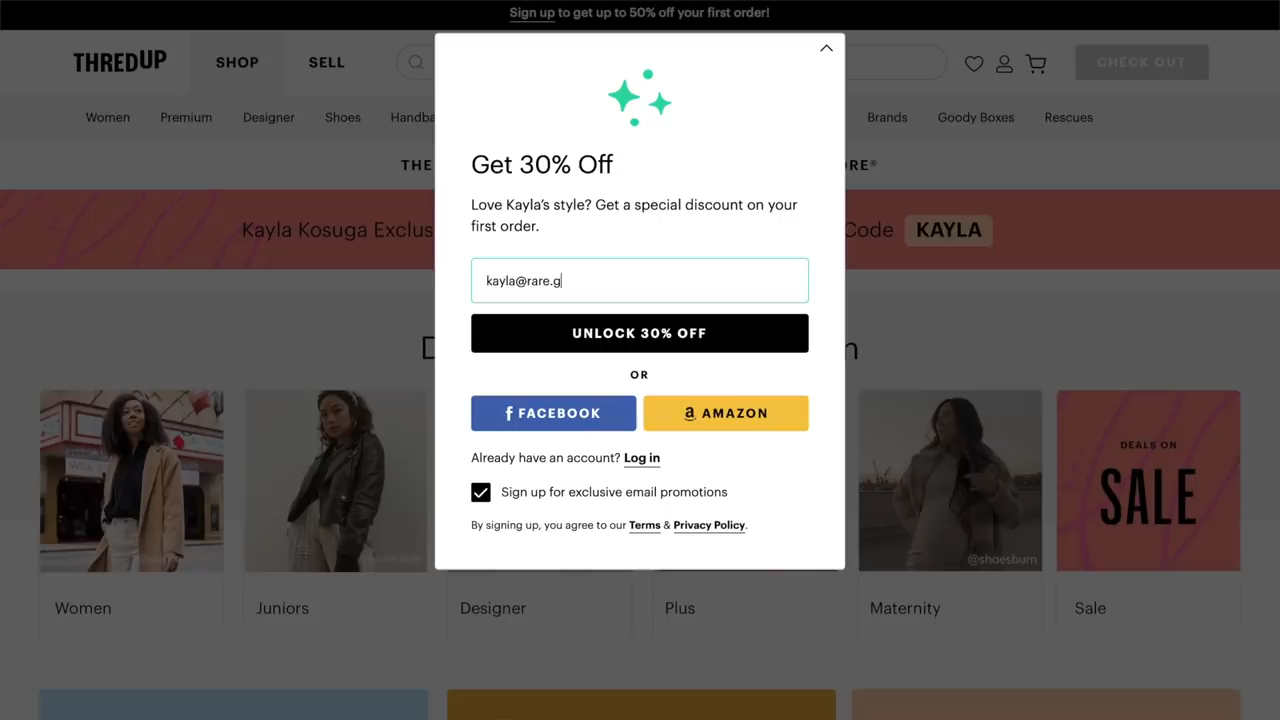 Sign up to get up to 50% off your first order!
THREDUP
SHOP
SELL
CHECK OUT
Women
Premium
Designer
Shoes
Handba
Brands
Goody Boxes
Rescues
THE
ORE®
Kayla Kosuga Exclus
Code
KAYLA
Get 30% Off
Love Kayla's style? Get a special discount on your
first order.
kayla@rare.g
UNLOCK 30% OFF
OR
f FACEBOOK
a AMAZON
Already have an account? Log in
Sign up for exclusive email promotions
By signing up, you agree to our Terms & Privacy Policy.
@shoesbum
DEALS ON
SALE
Women
Juniors
Designer
Plus
Maternity
Sale